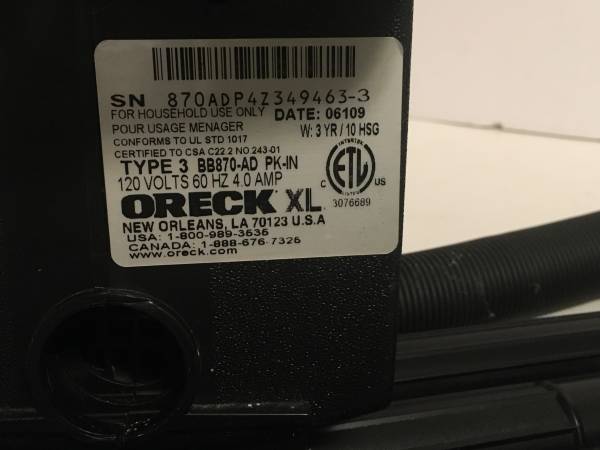 SN 870ADP4Z349463-3
FOR HOUSEHOLD USE ONLY DATE: 06109
POUR USAGE MENAGER W: 3 YR / 10 HSG
CONFORMS TO UL STD 1017
CERTIFIED TO CSA C22.2 NO.243-01
TYPE 3 BB870-AD PK-IN
120 VOLTS 60 HZ 4.0 AMP
INTERTEK
C ETL US
ORECK XL 3076689
NEW ORLEANS, LA 70123 U.S.A
USA: 1-800-989-3535
CANADA: 1-888-676-7325
www.oreck.com